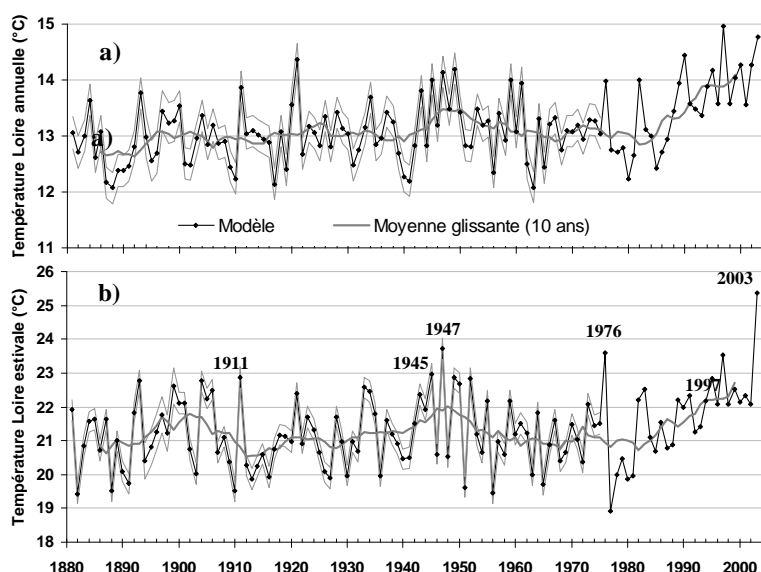 Température Loire annuelle (°C)
15
14
13
12
11
a)
a)
Modèle
Moyenne glissante (10 ans)
Température Loire estivale (°C)
26
25
24
23
22
21
20
19
18
b)
1911
1945
1947
1976
1997
2003
1880 1890 1900 1910 1920 1930 1940 1950 1960 1970 1980 1990 2000